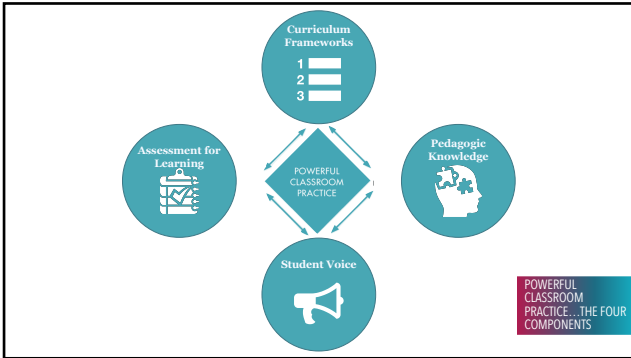 Curriculum
Frameworks
1
2
3
Assessment for
Learning
POWERFUL
CLASSROOM
PRACTICE
Pedagogic
Knowledge
Student Voice
POWERFUL
CLASSROOM
PRACTICE...THE FOUR
COMPONENTS